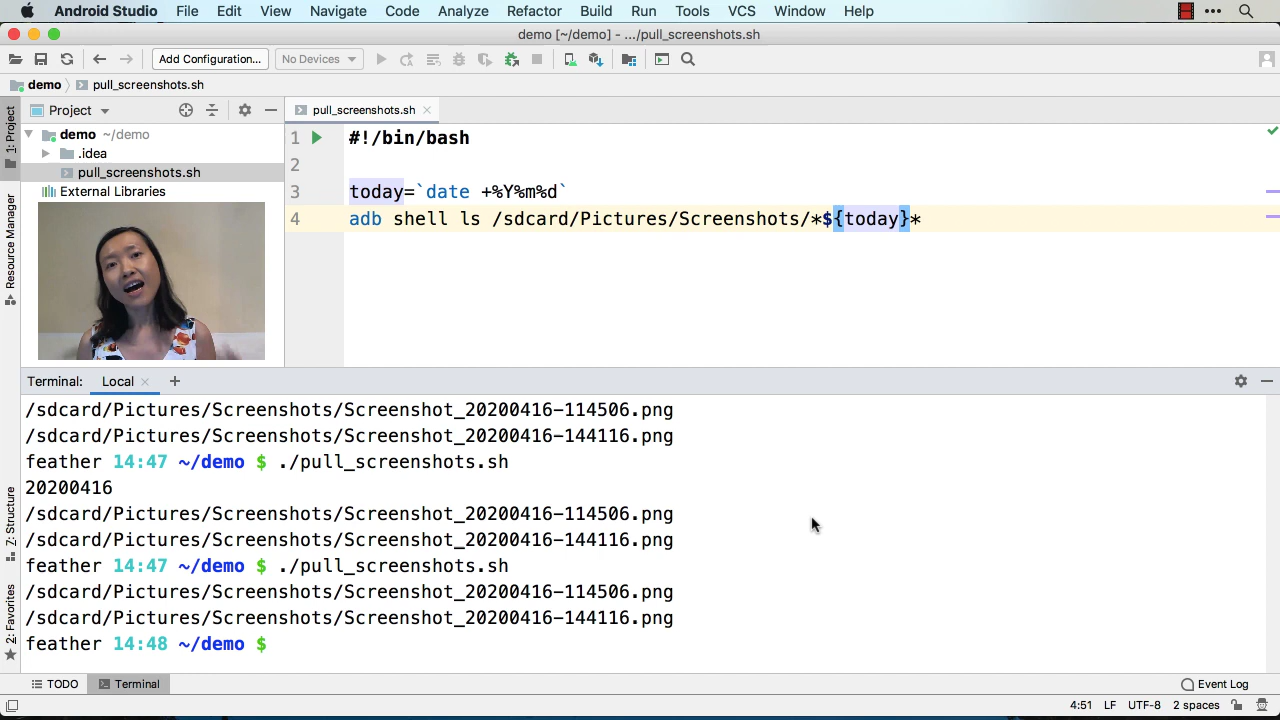 Android Studio File Edit View Navigate Code Analyze Refactor Build Run Tools VCS Window Help
demo [~/demo] - .../pull_screenshots.sh
Add Configuration... No Devices
demo pull_screenshots.sh
Project
pull_screenshots.sh
1: Project
demo ~/demo
.idea
pull_screenshots.sh
External Libraries
Resource Manager
1 #!/bin/bash
2
3 today=`date +%Y%m%d`
4 adb shell ls /sdcard/Pictures/Screenshots/*${today}*
Terminal: Local +
/sdcard/Pictures/Screenshots/Screenshot_20200416-114506.png
/sdcard/Pictures/Screenshots/Screenshot_20200416-144116.png
feather 14:47 ~/demo $ ./pull_screenshots.sh
20200416
/sdcard/Pictures/Screenshots/Screenshot_20200416-114506.png
/sdcard/Pictures/Screenshots/Screenshot_20200416-144116.png
feather 14:47 ~/demo $ ./pull_screenshots.sh
/sdcard/Pictures/Screenshots/Screenshot_20200416-114506.png
/sdcard/Pictures/Screenshots/Screenshot_20200416-144116.png
feather 14:48 ~/demo $
Z: Structure
2: Favorites
TODO Terminal Event Log
4:51 LF UTF-8 2 spaces